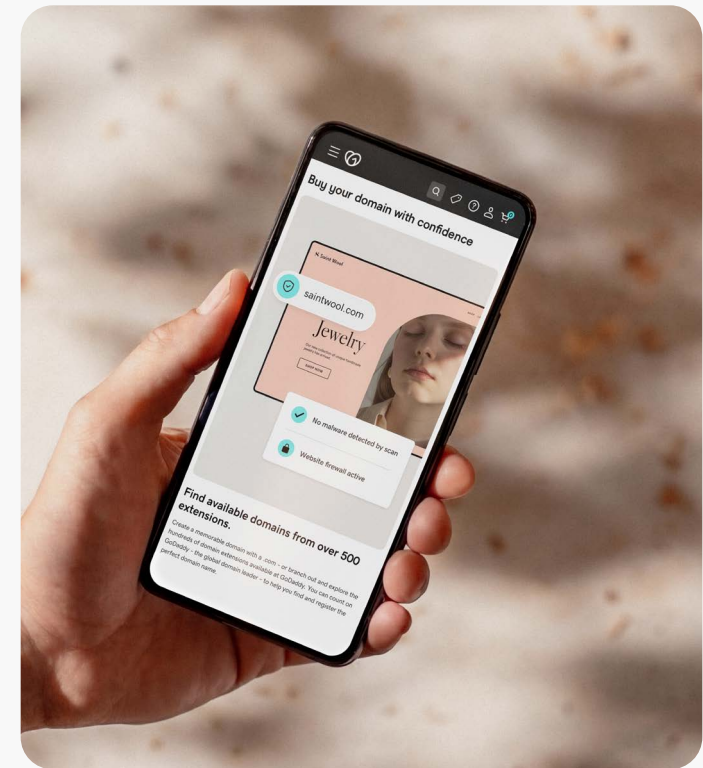 Buy your domain with confidence
Saint Wool
saintwool.com
Jewelry
SHOP NOW
No malware detected by scan
Website firewall active
Find available domains from over 500
extensions.
Create a memorable domain with a .com - or branch out and explore the
hundreds of domain extensions available at GoDaddy. You can count on
GoDaddy - the global domain leader - to help you find and register the
perfect domain name.